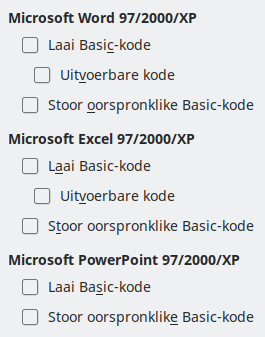 Microsoft Word 97/2000/XP
Laai Basic-kode
Uitvoerbare kode
Stoor oorspronklike Basic-kode
Microsoft Excel 97/2000/XP
Laai Basic-kode
Uitvoerbare kode
Stoor oorspronklike Basic-kode
Microsoft PowerPoint 97/2000/XP
Laai Basic-kode
Stoor oorspronklike Basic-kode